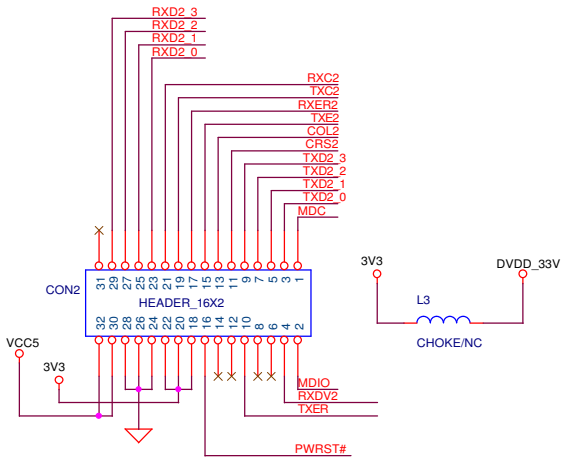 RXD2_3
RXD2_2
RXD2_1
RXD2_0
RXC2
TXC2
RXER2
TXE2
COL2
CRS2
TXD2_3
TXD2_2
TXD2_1
TXD2_0
MDC
31 29 27 25 23 21 19 17 15 13 11 9 7 5 3 1
CON2
HEADER_16X2
32 30 28 26 24 22 20 18 16 14 12 10 8 6 4 2
3V3
DVDD_33V
L3
CHOKE/NC
VCC5
3V3
MDIO
RXDV2
TXER
PWRST#